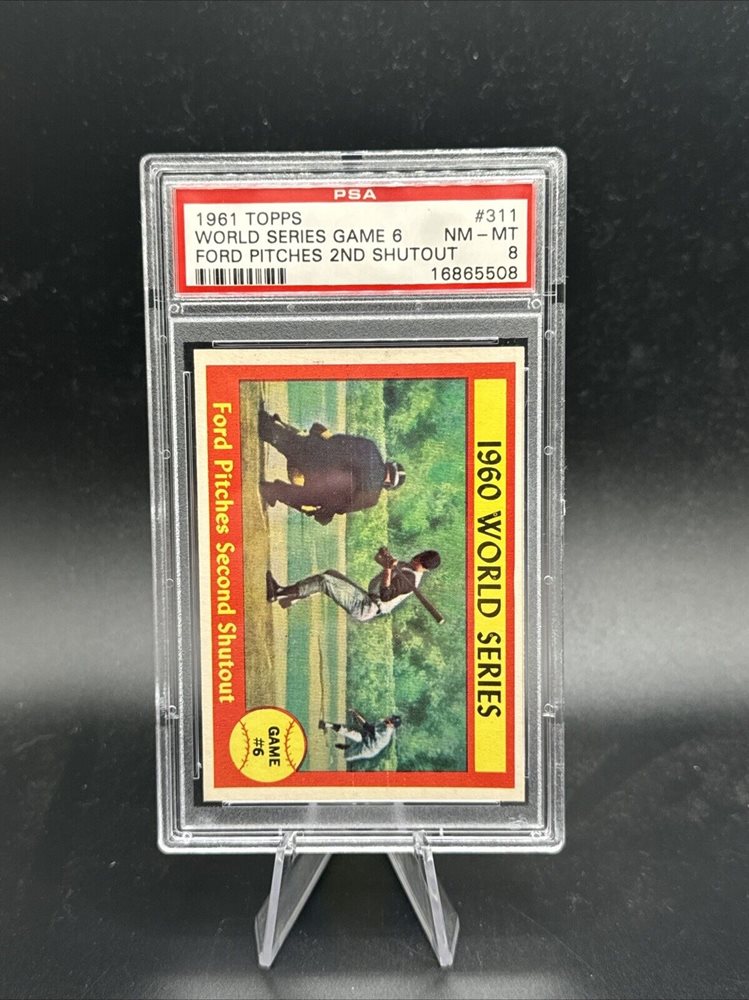 PSA
1961 TOPPS #311
WORLD SERIES GAME 6 NM - MT
FORD PITCHES 2ND SHUTOUT 8
16865508
1960 WORLD SERIES
Ford Pitches Second Shutout
GAME
#6